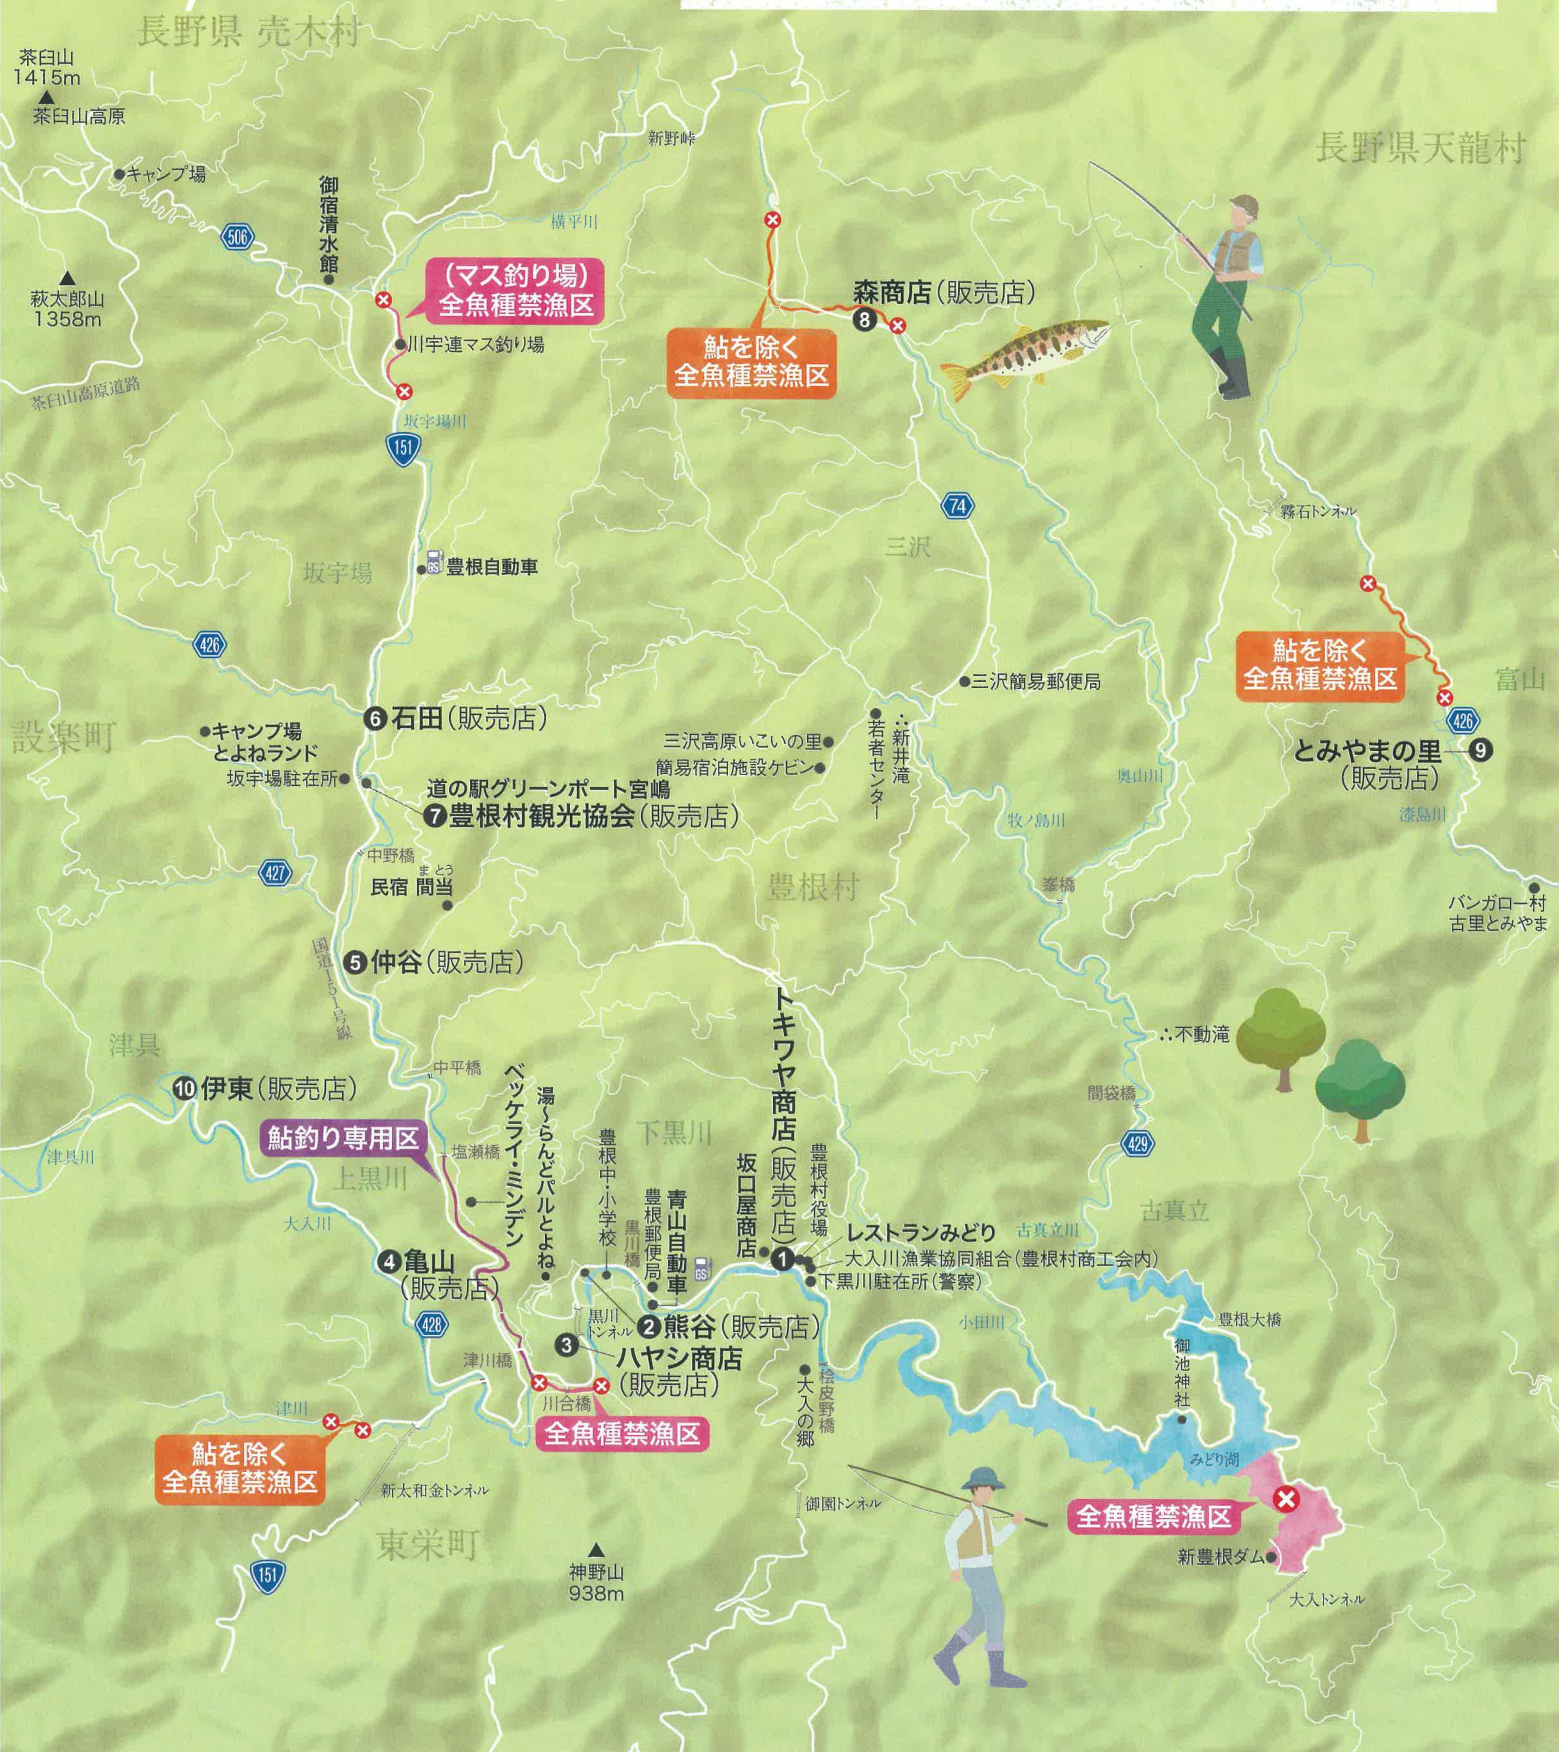 長野県 売木村
茶臼山
1415m
茶臼山高原
キャンプ場
新野峠
長野県天龍村
御宿清水館
506
横平川
萩太郎山
1358m
(マス釣り場)
全魚種禁漁区
川宇連マス釣り場
茶臼山高原道路
坂宇場川
151
森商店(販売店)
8
鮎を除く
全魚種禁漁区
74
三沢
霧石トンネル
坂宇場
GS
豊根自動車
426
鮎を除く
全魚種禁漁区
富山
426
とみやまの里
9
(販売店)
漆島川
バンガロー村
古里とみやま
三沢簡易郵便局
6 石田(販売店)
設楽町
キャンプ場
とよねランド
坂宇場駐在所
三沢高原いこいの里
簡易宿泊施設ケビン
若者センター
∴新井滝
奥山川
道の駅グリーンポート宮嶋
7 豊根村観光協会(販売店)
牧ノ島川
中野橋
427
まとう
民宿 間当
豊根村
峯橋
国道151号線
5 仲谷(販売店)
津具
中平橋
∴不動滝
間袋橋
429
10 伊東(販売店)
鮎釣り専用区
塩瀬橋
津具川
上黒川
大入川
ベッケライ・ミンデン
湯~らんどパルとよね
豊根中・小学校
下黒川
黒川橋
豊根郵便局
青山自動車
GS
坂口屋商店
トキワヤ商店(販売店)
1
豊根村役場
レストランみどり
大入川漁業協同組合(豊根村商工会内)
下黒川駐在所(警察)
古真立川
古真立
4 亀山
(販売店)
428
黒川
トンネル
2 熊谷(販売店)
3
ハヤシ商店
(販売店)
津川橋
川合橋
全魚種禁漁区
小田川
豊根大橋
御池神社
桧皮野橋
大入の郷
みどり湖
津川
鮎を除く
全魚種禁漁区
新太和金トンネル
御園トンネル
全魚種禁漁区
新豊根ダム
大入トンネル
東栄町
151
神野山
938m